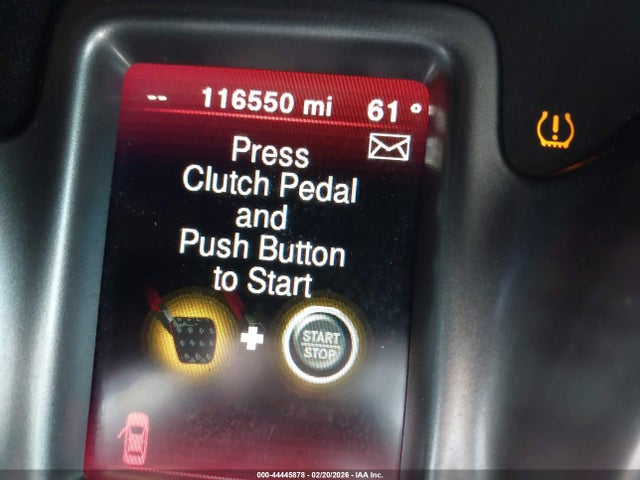 -- 116550 mi 61°
Press
Clutch Pedal
and
Push Button
to Start
START
STOP
000-44445878 - 02/20/2026 - IAA Inc.